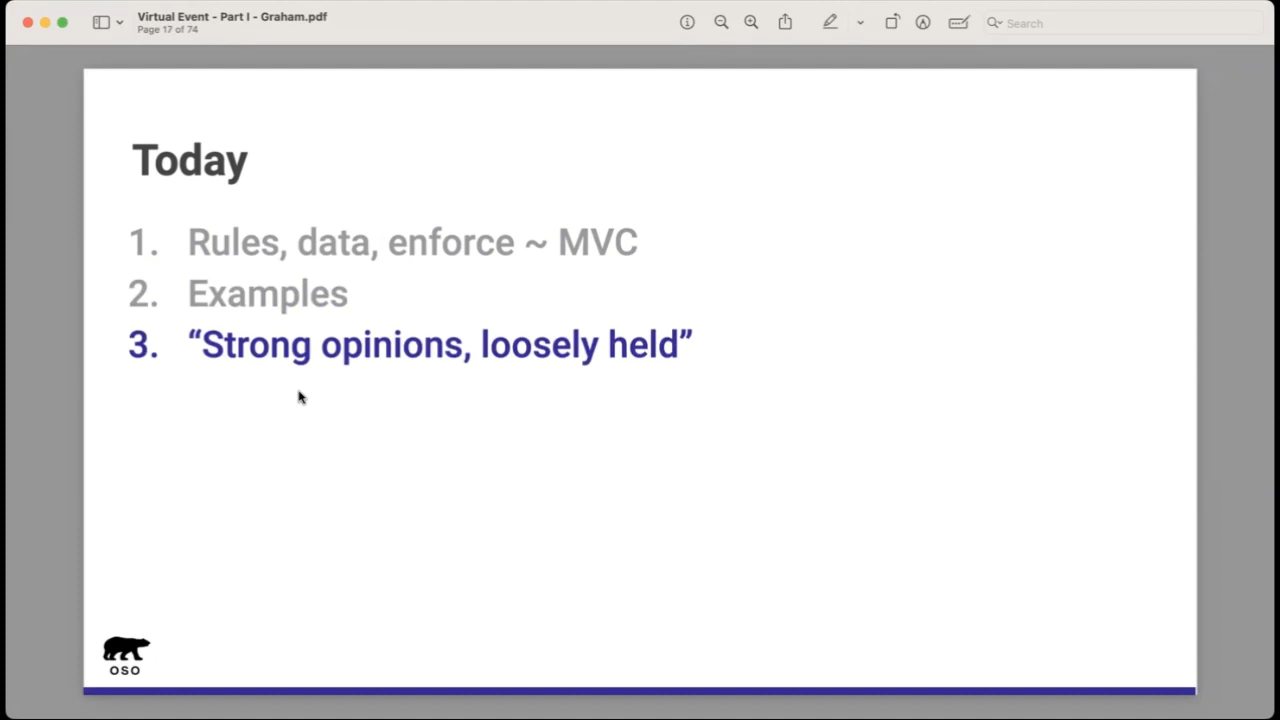 Virtual Event - Part I - Graham.pdf
Page 17 of 74
Search
Today
1. Rules, data, enforce ~ MVC
2. Examples
3. “Strong opinions, loosely held”
OSO